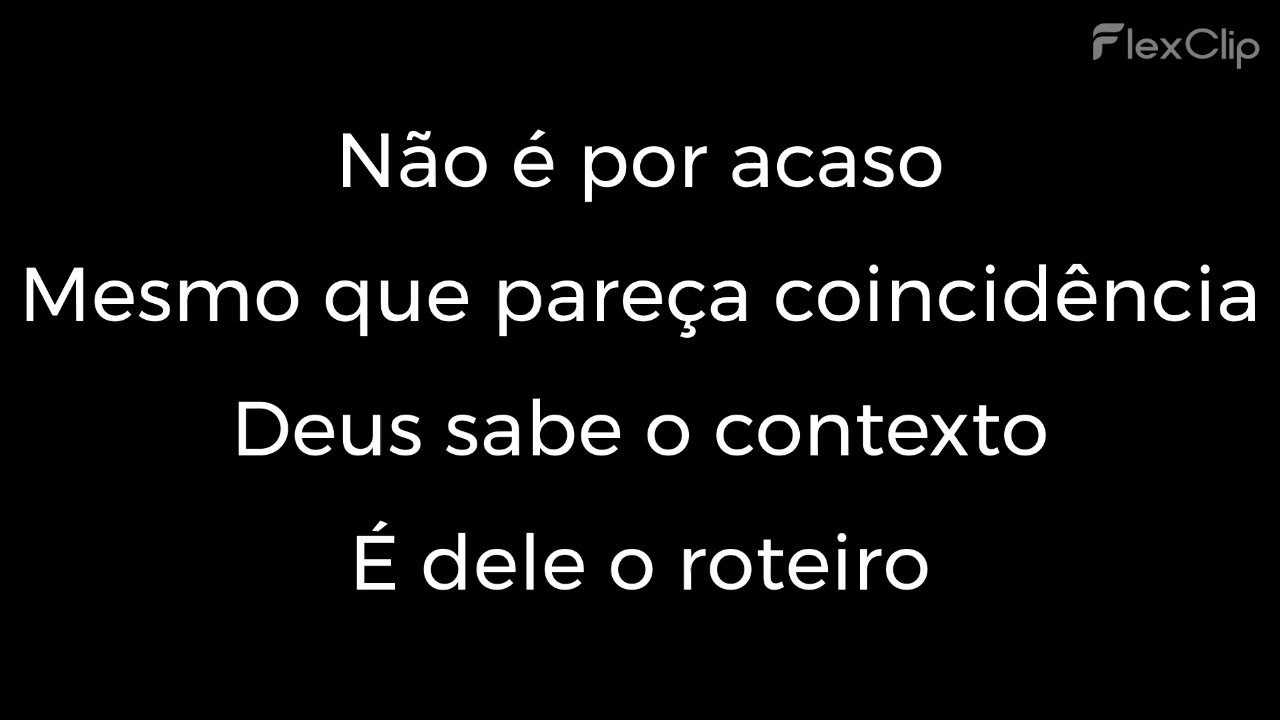 FlexClip
Não é por acaso
Mesmo que pareça coincidência
Deus sabe o contexto
É dele o roteiro